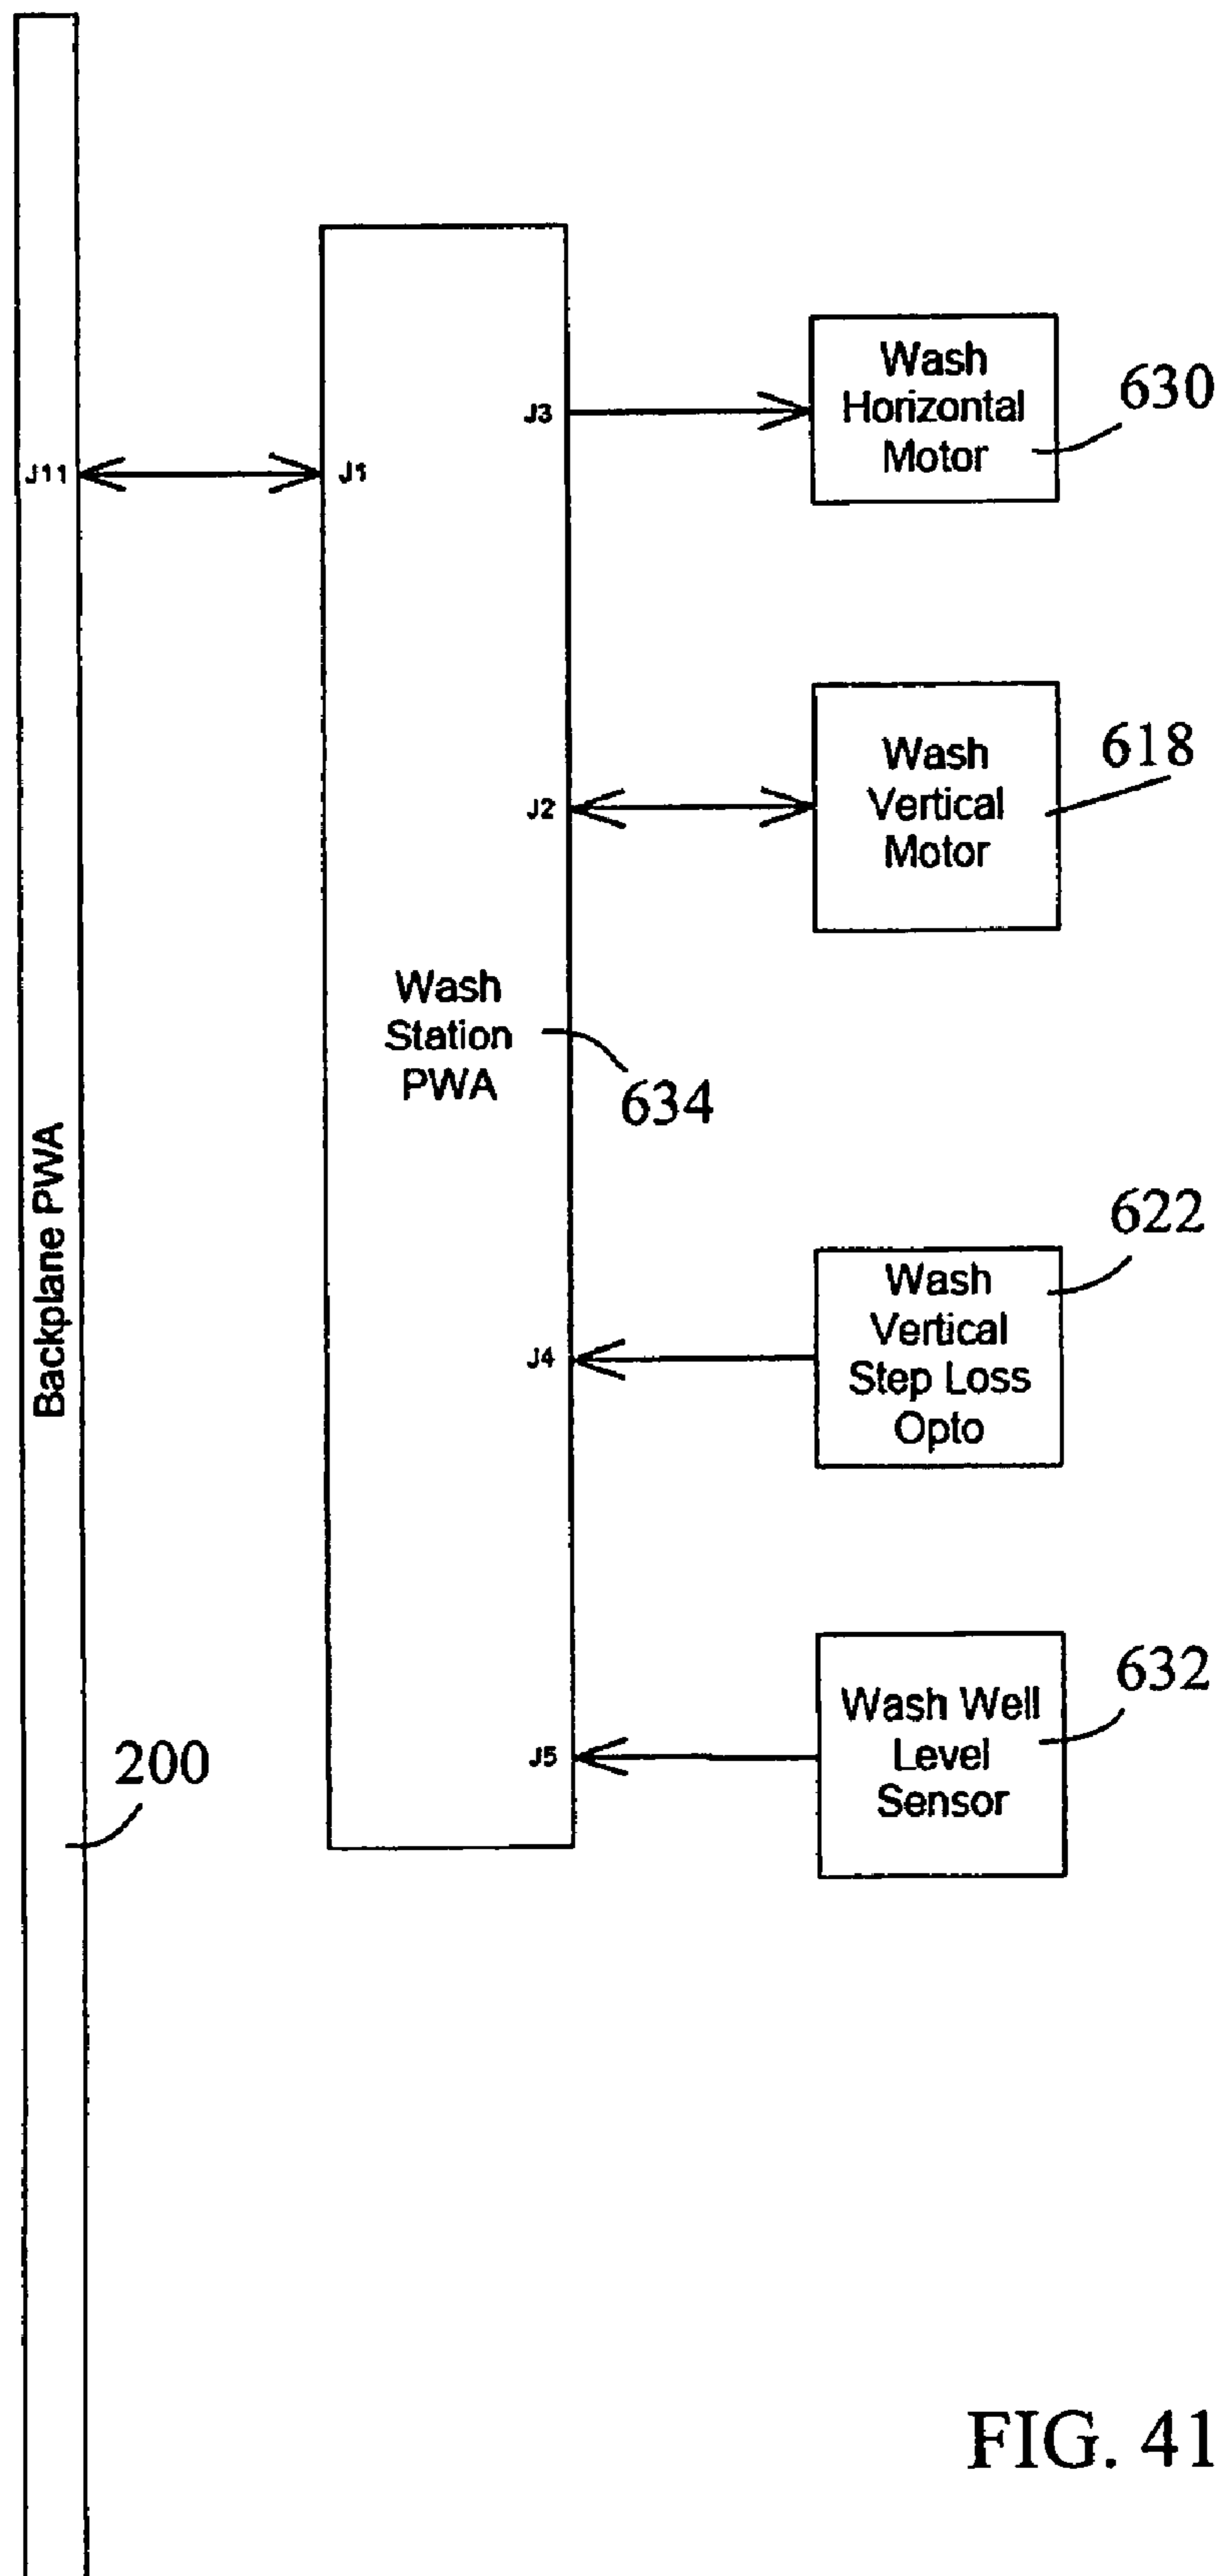 Wash
Horizontal
Motor
630
J3
J11
J1
Wash
Vertical
Motor
618
J2
Wash
Station
PWA
634
Backplane PWA
Wash
Vertical
Step Loss
Opto
622
J4
Wash Well
Level
Sensor
632
J5
200
FIG. 41